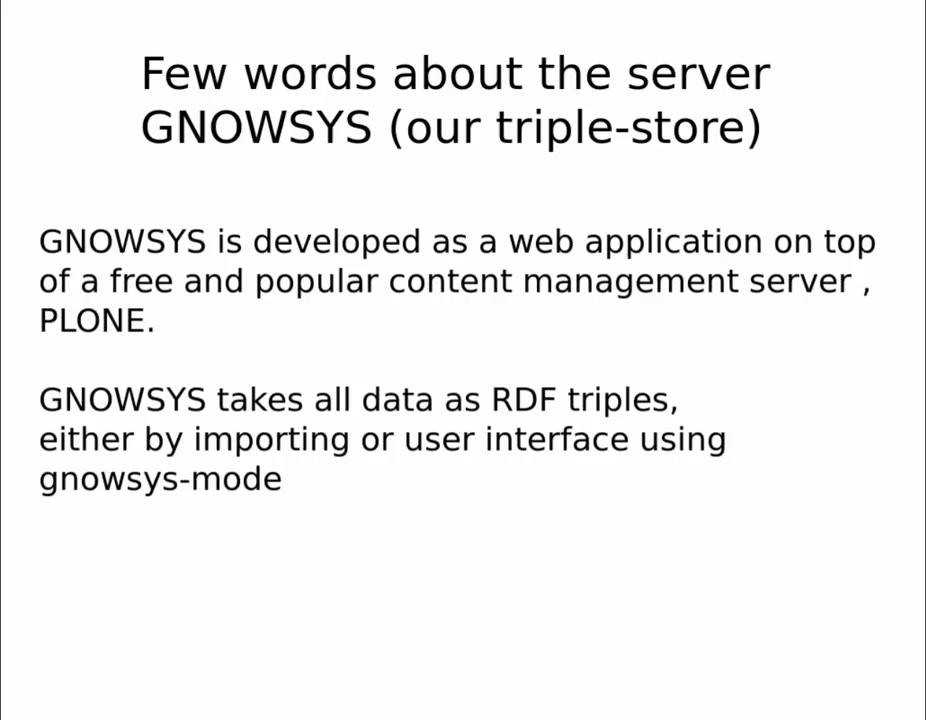 Few words about the server
GNOWSYS (our triple-store)
GNOWSYS is developed as a web application on top
of a free and popular content management server ,
PLONE.
GNOWSYS takes all data as RDF triples,
either by importing or user interface using
gnowsys-mode